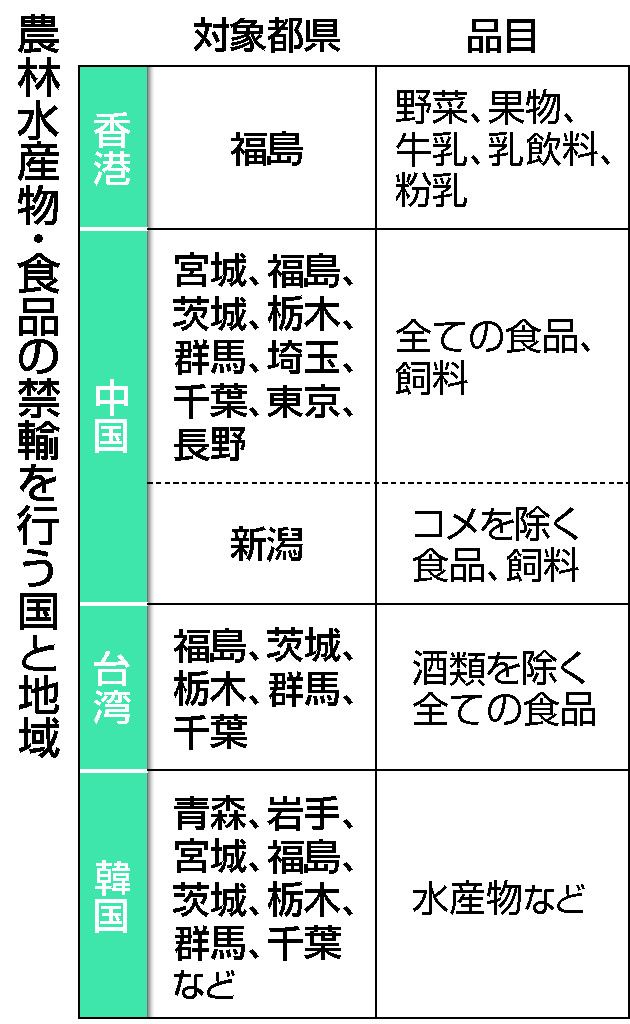 農林水産物・食品の禁輸を行う国と地域
対象都県
品目
香港
福島
野菜、果物、
牛乳、乳飲料、
粉乳
中国
宮城、福島、
茨城、栃木、
群馬、埼玉、
千葉、東京、
長野
全ての食品、
飼料
新潟
コメを除く
食品、飼料
台湾
福島、茨城、
栃木、群馬、
千葉
酒類を除く
全ての食品
韓国
青森、岩手、
宮城、福島、
茨城、栃木、
群馬、千葉
など
水産物など